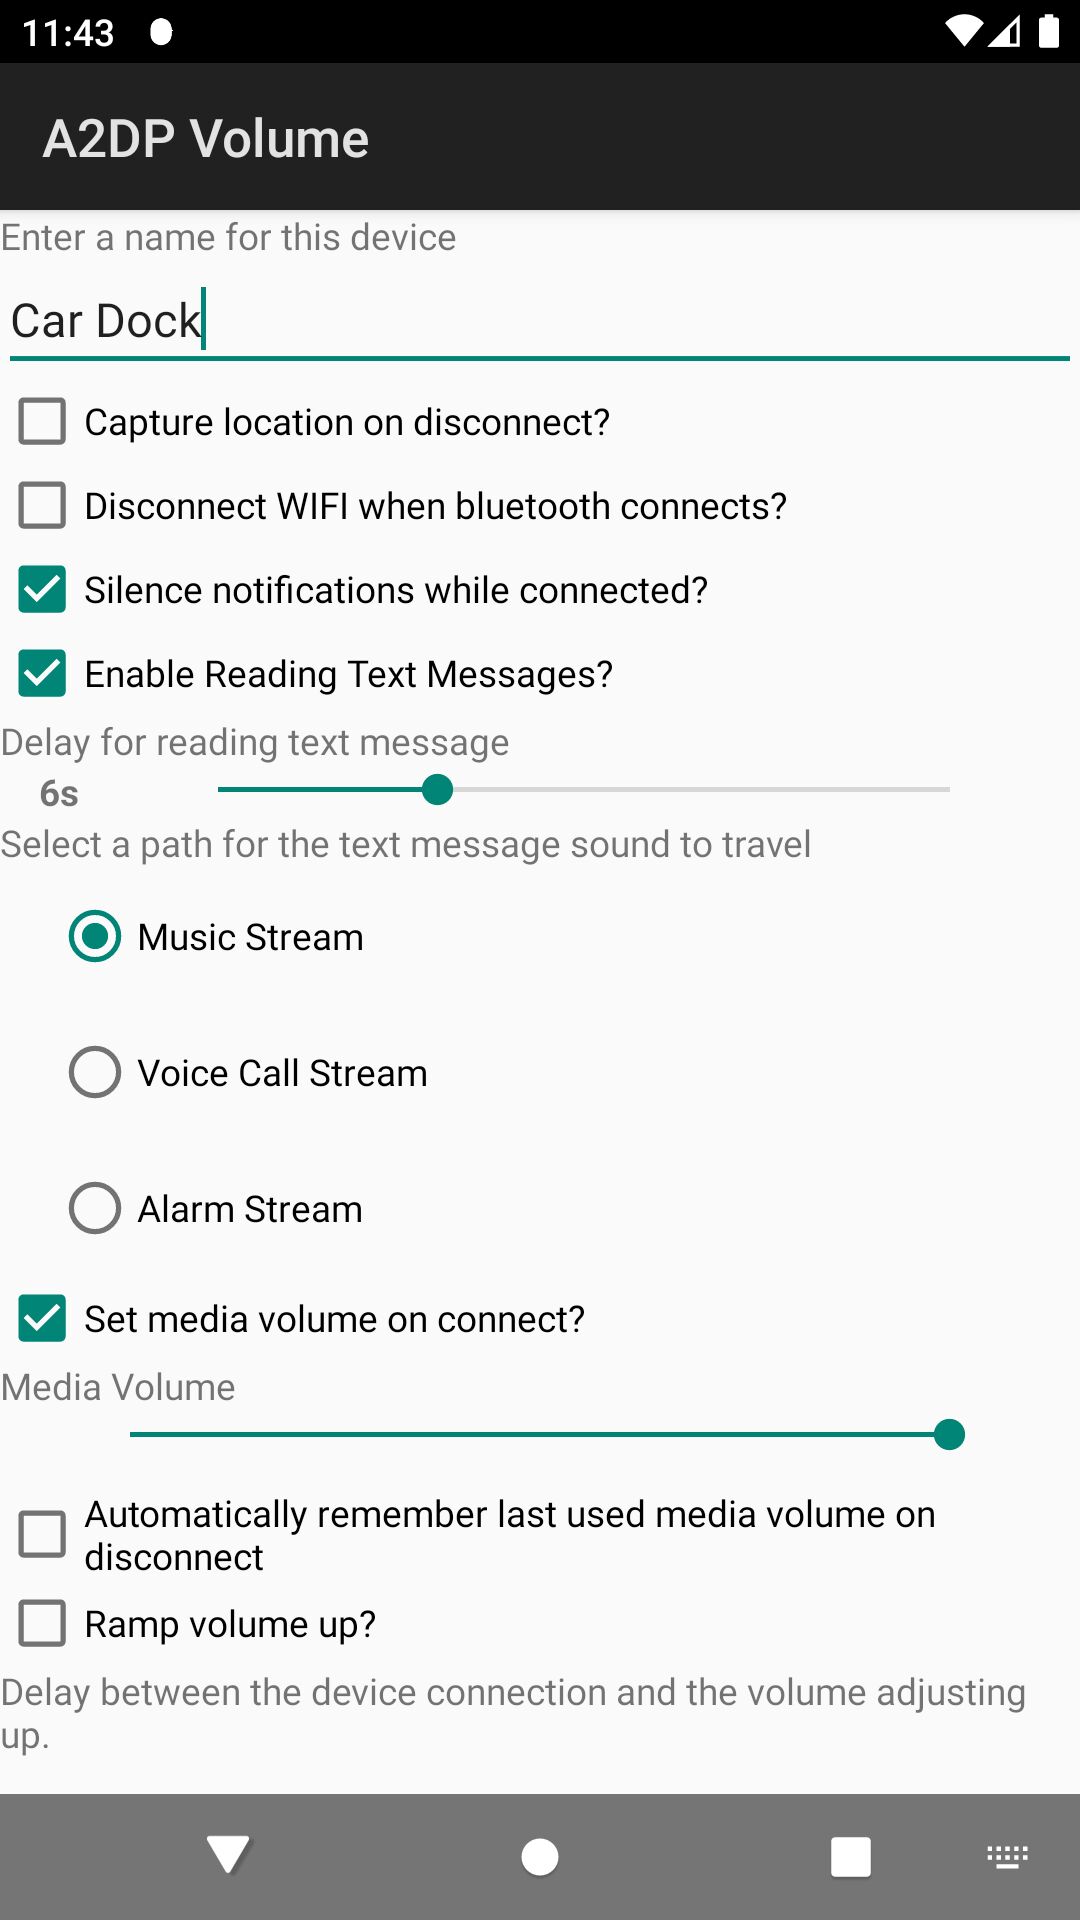 11:43
A2DP Volume
Enter a name for this device
Car Dock
Capture location on disconnect?
Disconnect WIFI when bluetooth connects?
Silence notifications while connected?
Enable Reading Text Messages?
Delay for reading text message
6s
Select a path for the text message sound to travel
Music Stream
Voice Call Stream
Alarm Stream
Set media volume on connect?
Media Volume
Automatically remember last used media volume on
disconnect
Ramp volume up?
Delay between the device connection and the volume adjusting
up.